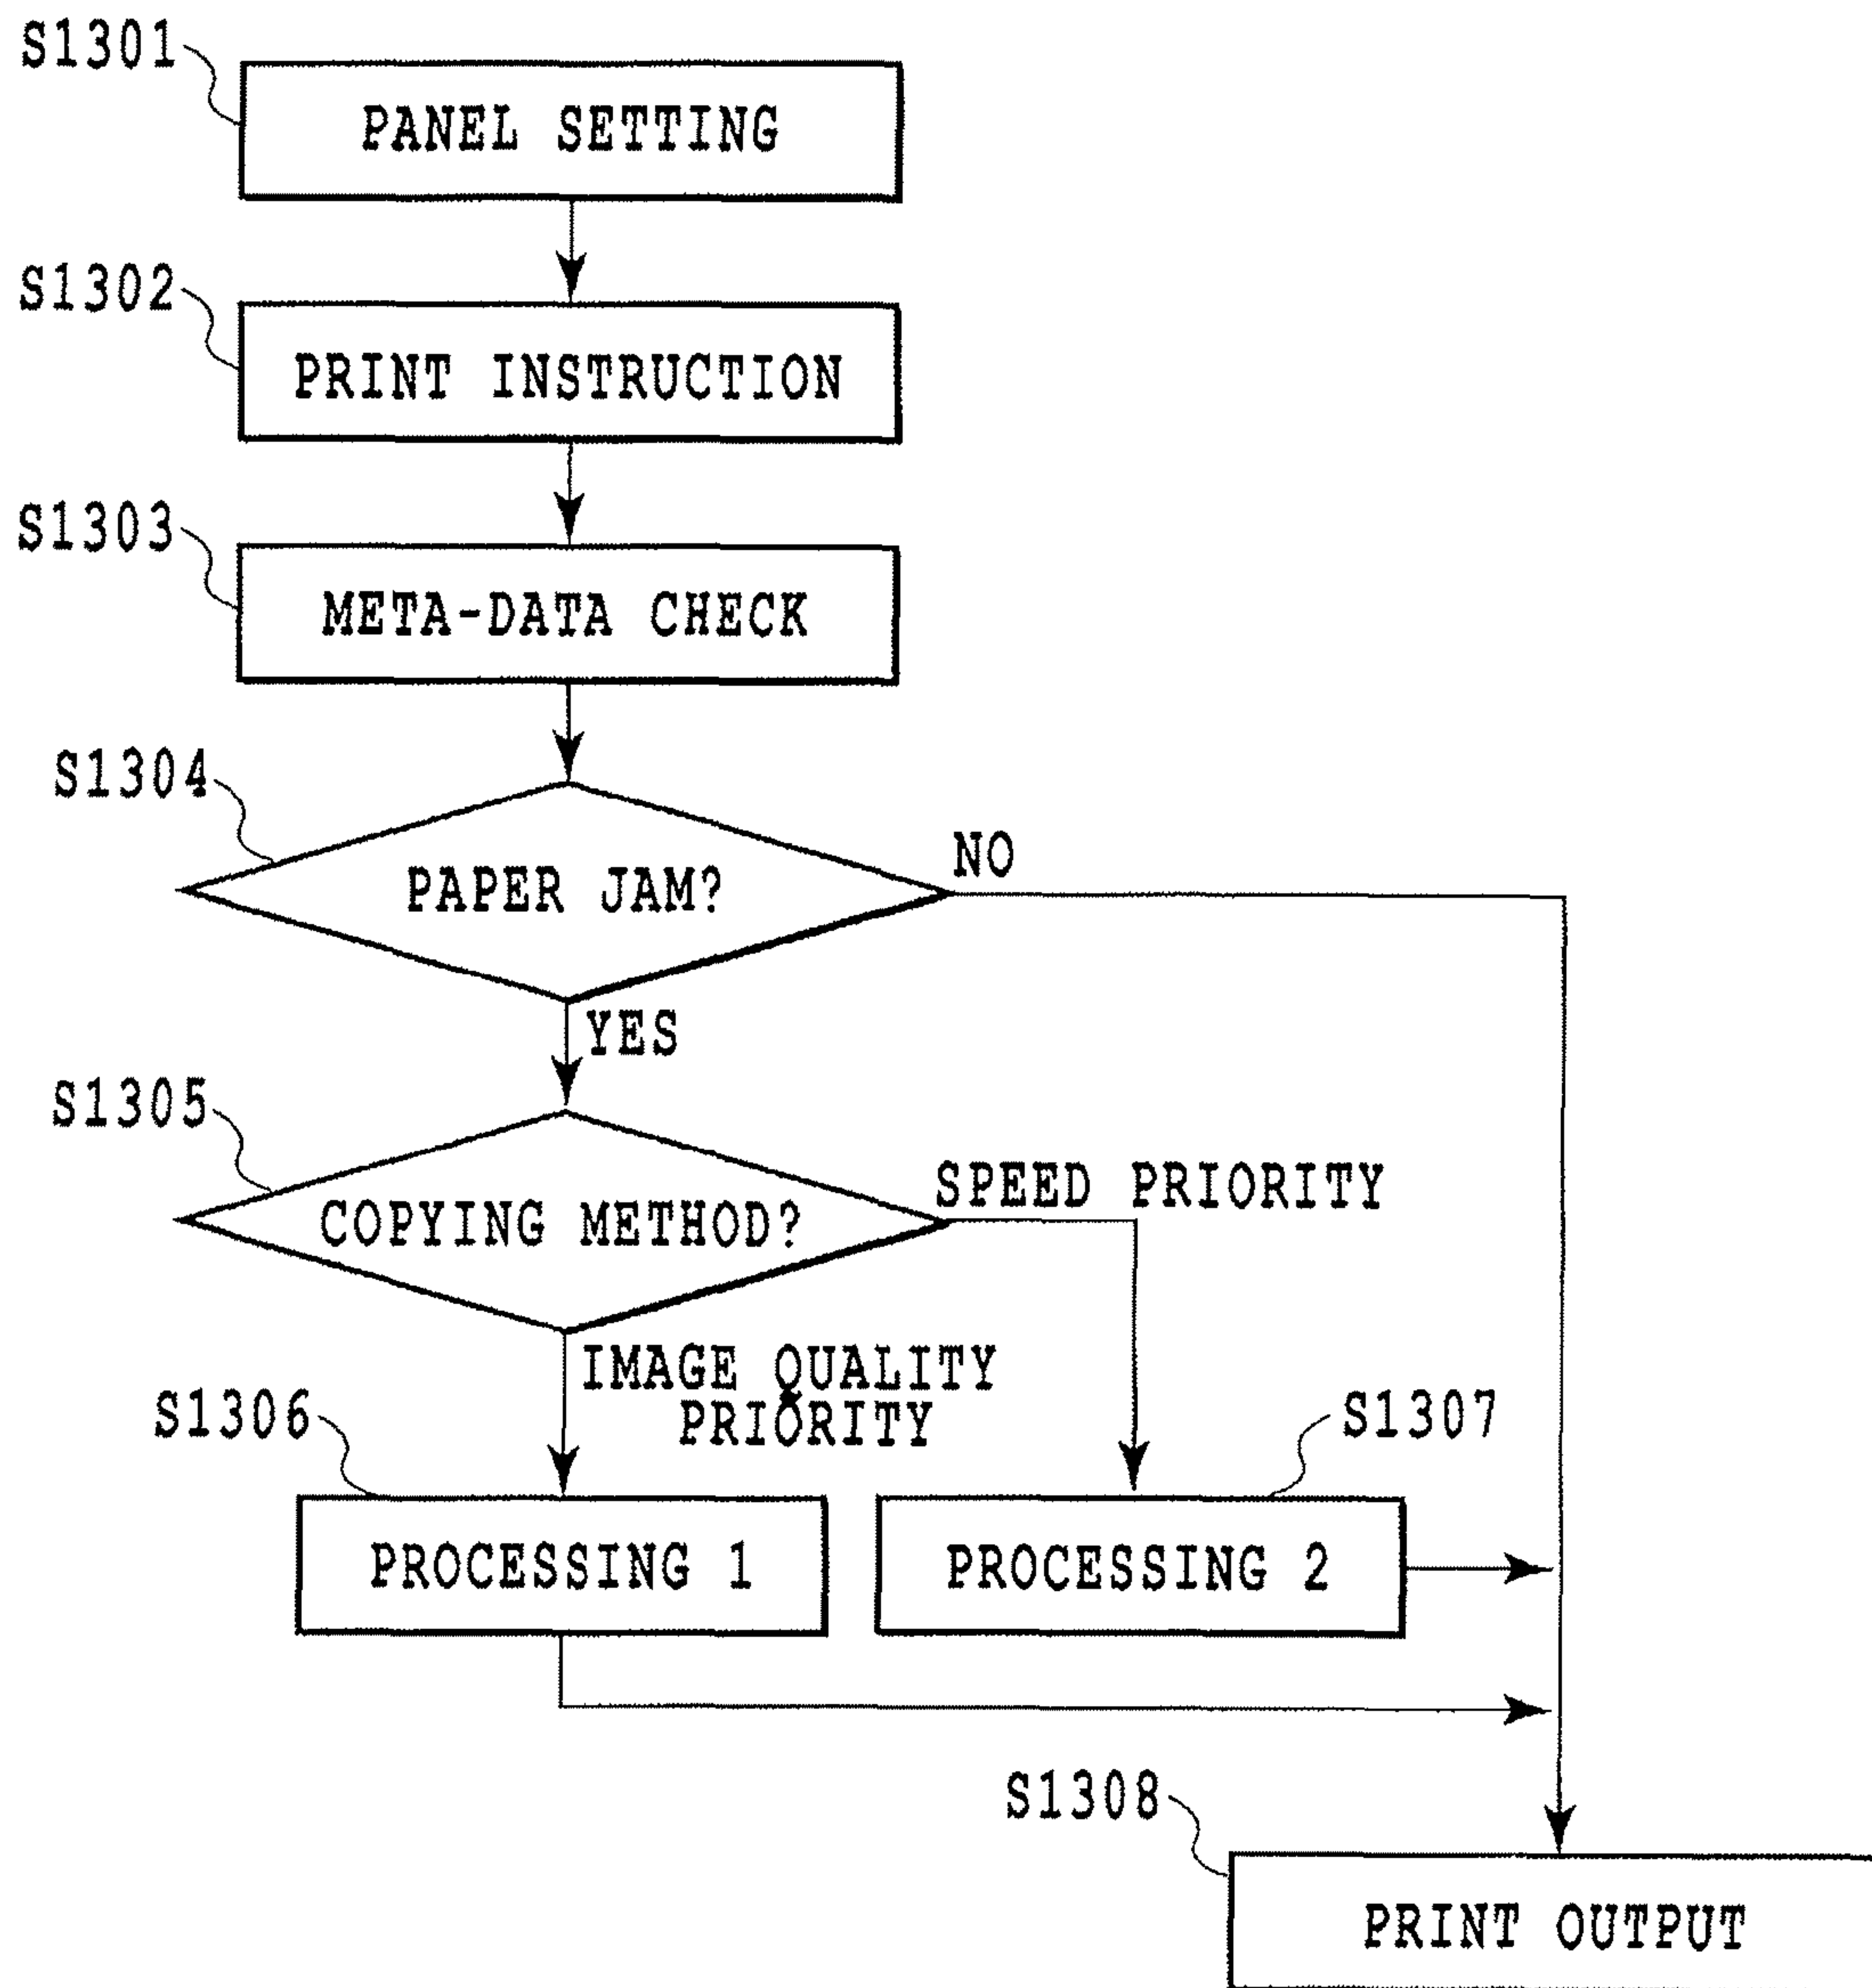 S1301
PANEL SETTING
S1302
PRINT INSTRUCTION
S1303
META-DATA CHECK
S1304
PAPER JAM?
NO
YES
S1305
COPYING METHOD?
SPEED PRIORITY
IMAGE QUALITY
PRIORITY
S1306
S1307
PROCESSING 1
PROCESSING 2
S1308
PRINT OUTPUT